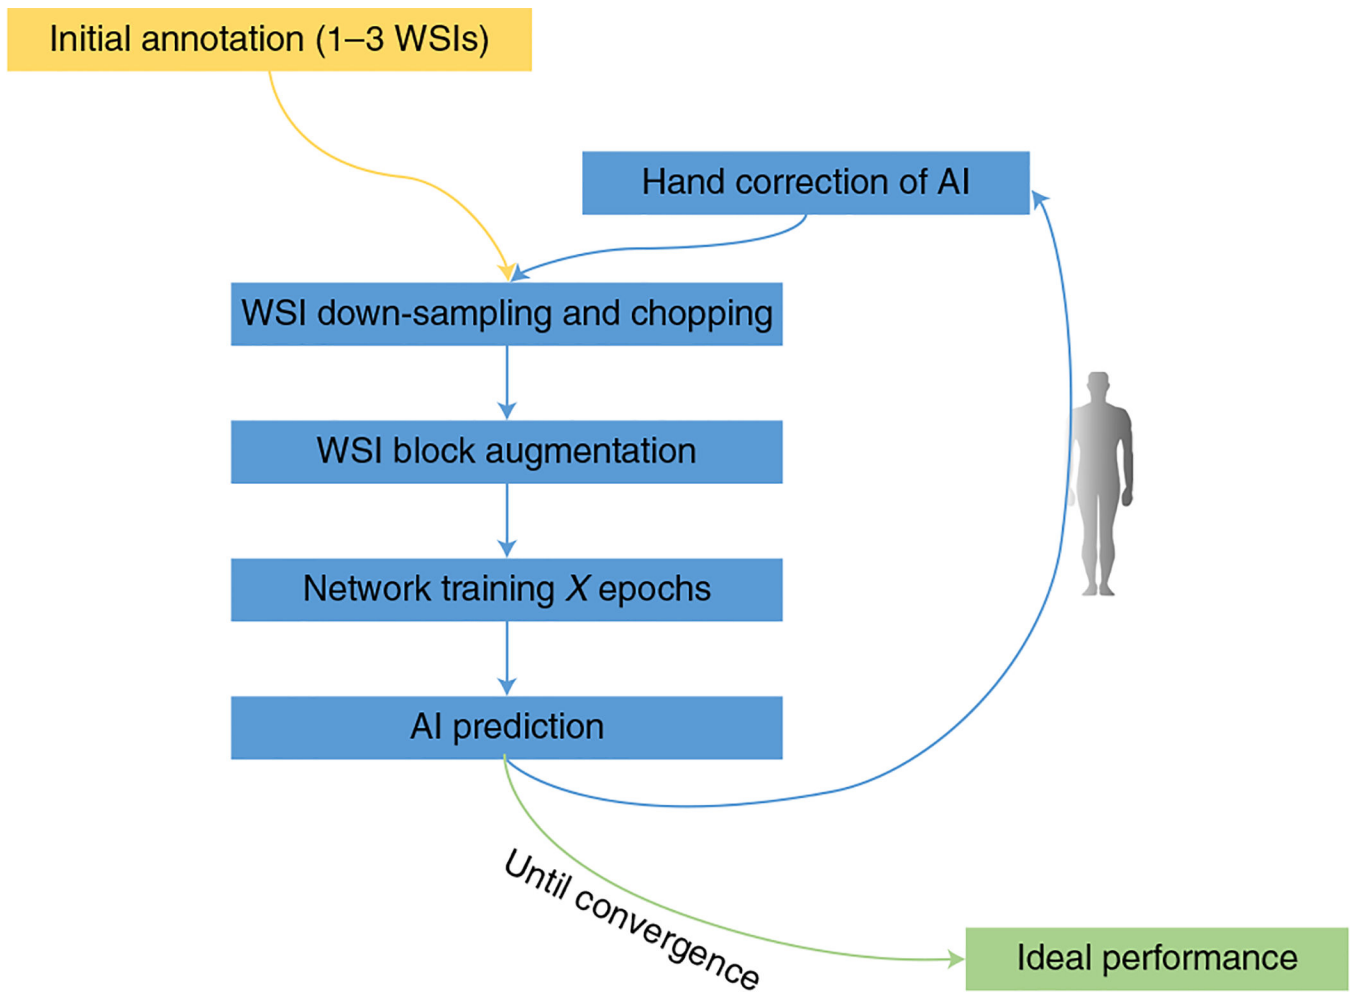 Initial annotation (1–3 WSIs)
Hand correction of AI
WSI down-sampling and chopping
WSI block augmentation
Network training X epochs
AI prediction
Until convergence
Ideal performance